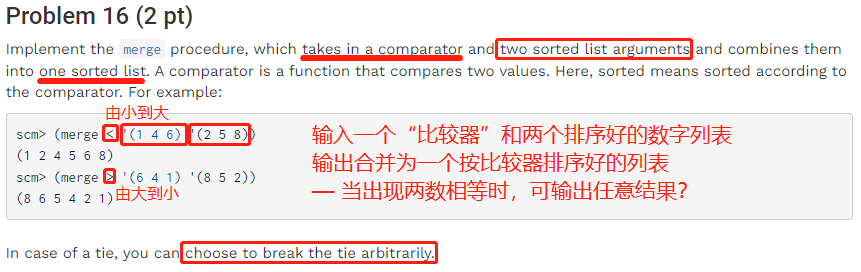 Problem 16 (2 pt)
Implement the merge procedure, which takes in a comparator and two sorted list arguments and combines them
into one sorted list. A comparator is a function that compares two values. Here, sorted means sorted according to
the comparator. For example:
由小到大
scm> (merge < '(1 4 6) '(2 5 8))
(1 2 4 5 6 8)
scm> (merge > '(6 4 1) '(8 5 2))
(8 6 5 4 2 1)
由大到小
输入一个“比较器”和两个排序好的数字列表
输出合并为一个按比较器排序好的列表
— 当出现两数相等时，可输出任意结果？
In case of a tie, you can choose to break the tie arbitrarily.